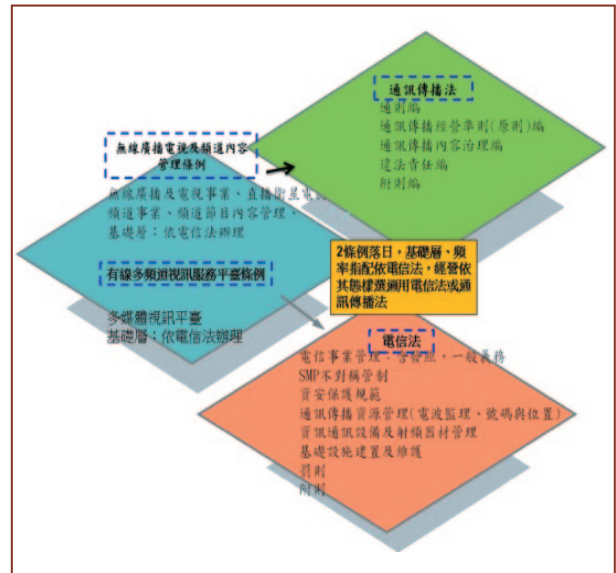 通訊傳播法
通則編
通訊傳播經營準則(原則)編
通訊傳播內容治理編
違法責任編
附則編
無線廣播電視及頻道內容
管理條例
無線廣播及電視事業、直播衛星電視
頻道事業、頻道節目內容管理、
基礎層：依電信法辦理
有線多頻道視訊服務平臺條例
多媒體視訊平臺
基礎層：依電信法辦理
2條例落日，基礎層、頻
率指配依電信法，經營依
其態樣選適用電信法或通
訊傳播法
電信法
電信事業管理：含發照、一般義務
SMP不對稱管制
資安保護規範
通訊傳播資源管理(電波監理、號碼與位置)
資訊通訊設備及射頻器材管理
基礎設施建置及維護
罰則
附則